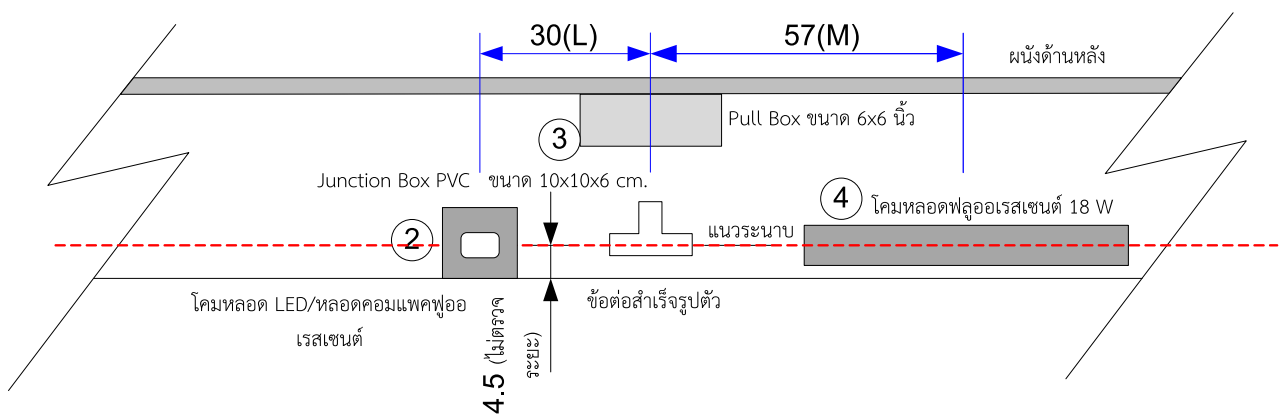 30(L)
57(M)
ผนังด้านหลัง
Pull Box ขนาด 6x6 นิ้ว
3
Junction Box PVC ขนาด 10x10x6 cm.
4
โคมหลอดฟลูออเรสเซนต์ 18 W
2
แนวระนาบ
โคมหลอด LED/หลอดคอมแพคฟูออ
เรสเซนต์
4.5 (ไม่ตรวจ
ระยะ)
ข้อต่อสำเร็จรูปตัว